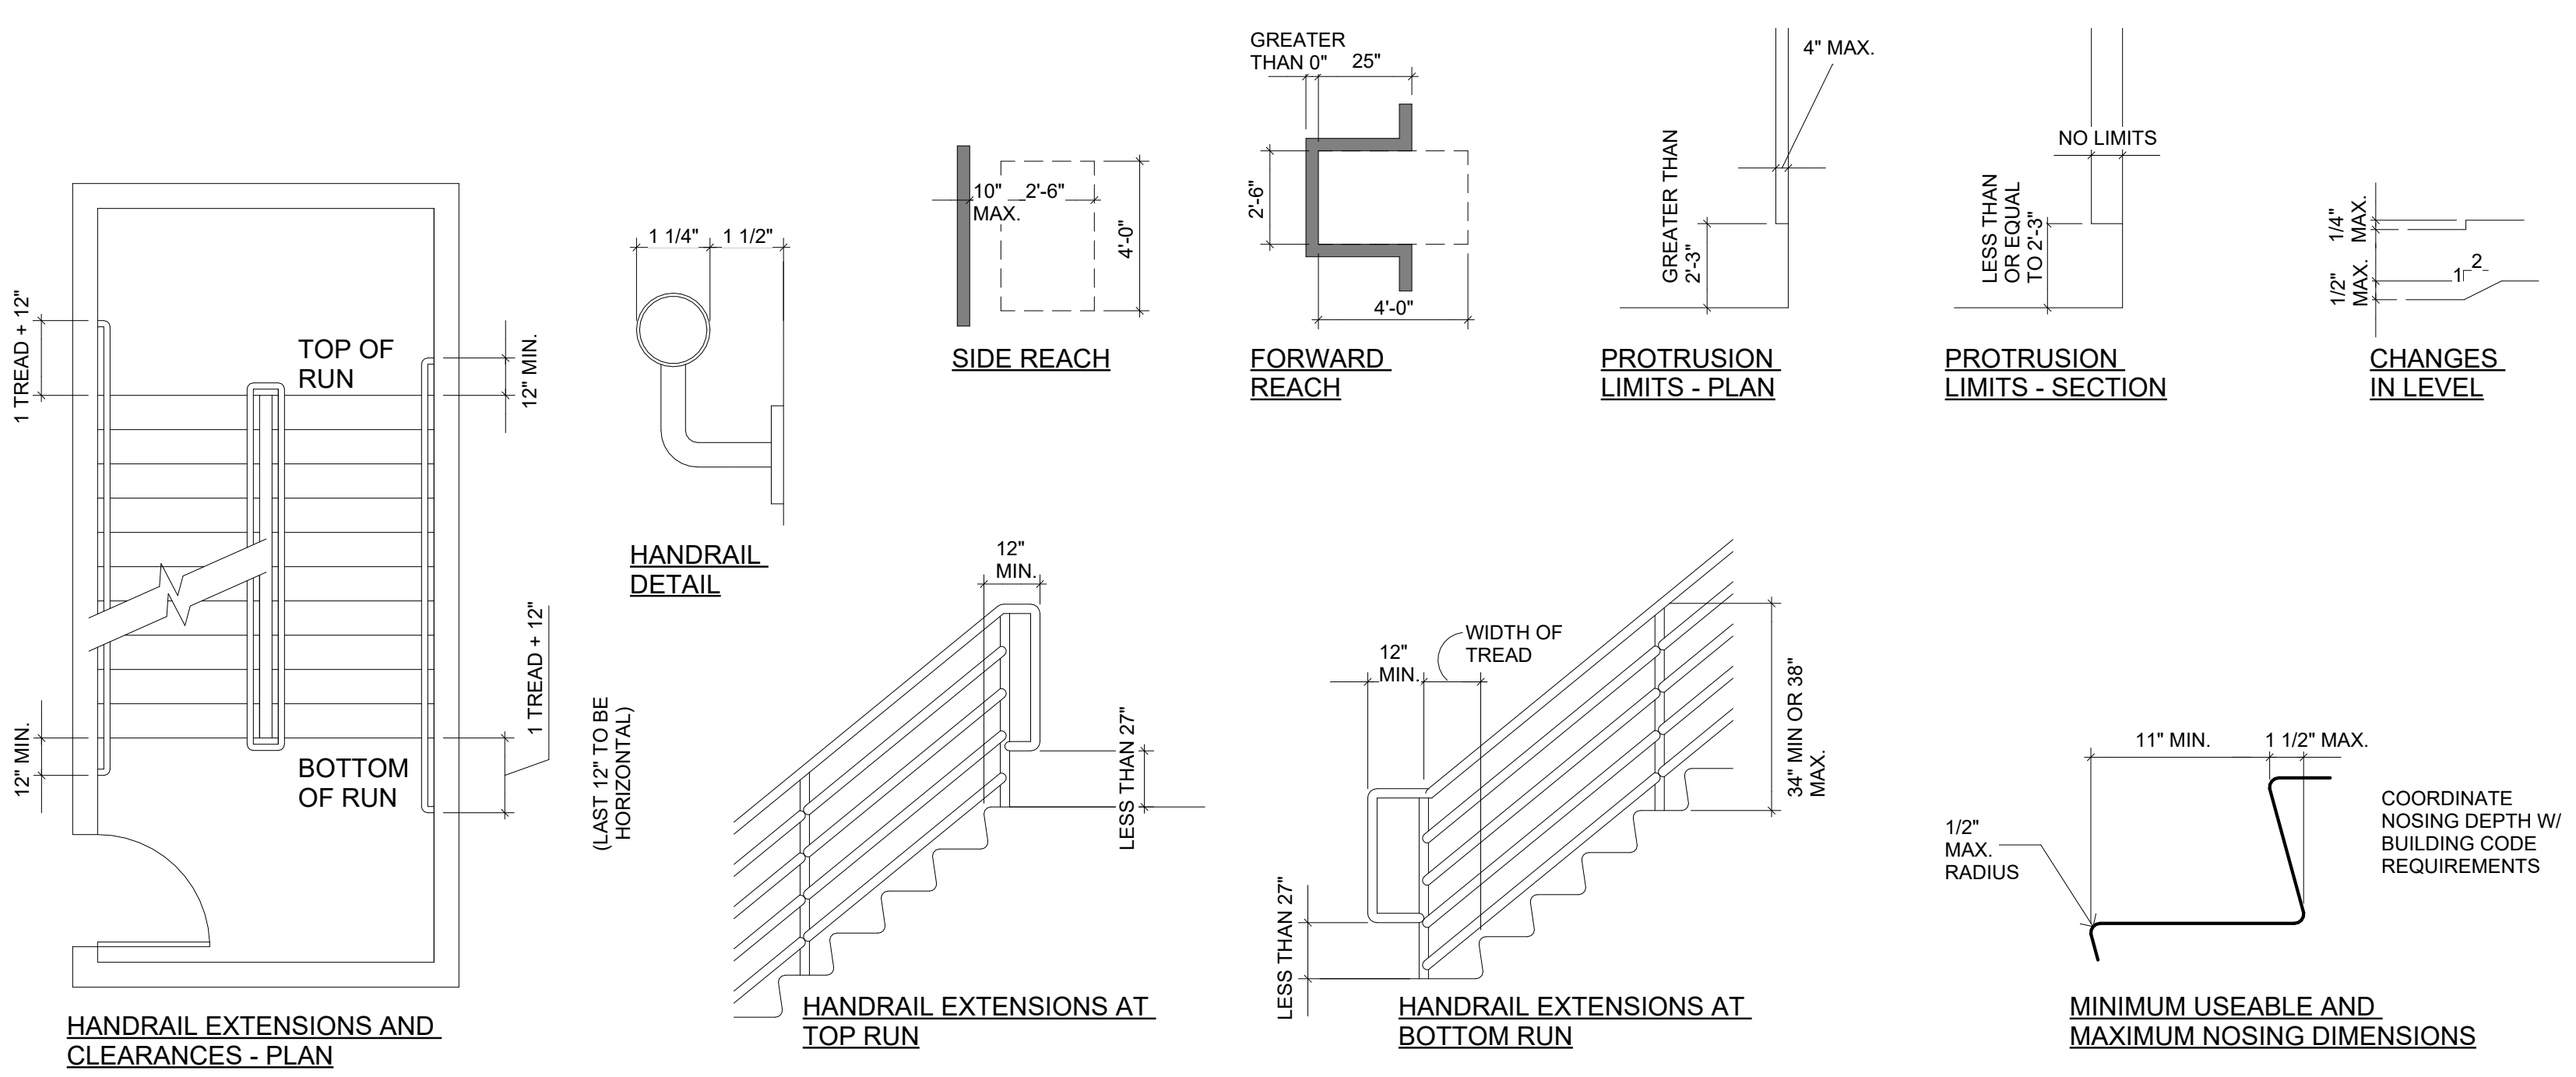 1 TREAD + 12"
TOP OF
RUN
12" MIN.
12" MIN.
BOTTOM
OF RUN
1 TREAD + 12"
(LAST 12" TO BE
HORIZONTAL)
HANDRAIL EXTENSIONS AND
CLEARANCES - PLAN
1 1/4"
1 1/2"
HANDRAIL
DETAIL
10"
MAX.
2'-6"
4'-0"
SIDE REACH
GREATER
THAN 0"
25"
2'-6"
4'-0"
FORWARD
REACH
4" MAX.
GREATER THAN
2'-3"
PROTRUSION
LIMITS - PLAN
NO LIMITS
LESS THAN
OR EQUAL
TO 2'-3"
PROTRUSION
LIMITS - SECTION
1/4"
MAX.
1/2"
MAX.
1
2
CHANGES
IN LEVEL
12"
MIN.
LESS THAN 27"
HANDRAIL EXTENSIONS AT
TOP RUN
12"
MIN.
WIDTH OF
TREAD
34" MIN OR 38"
MAX.
LESS THAN 27"
HANDRAIL EXTENSIONS AT
BOTTOM RUN
11" MIN.
1 1/2" MAX.
1/2"
MAX.
RADIUS
COORDINATE
NOSING DEPTH W/
BUILDING CODE
REQUIREMENTS
MINIMUM USEABLE AND
MAXIMUM NOSING DIMENSIONS